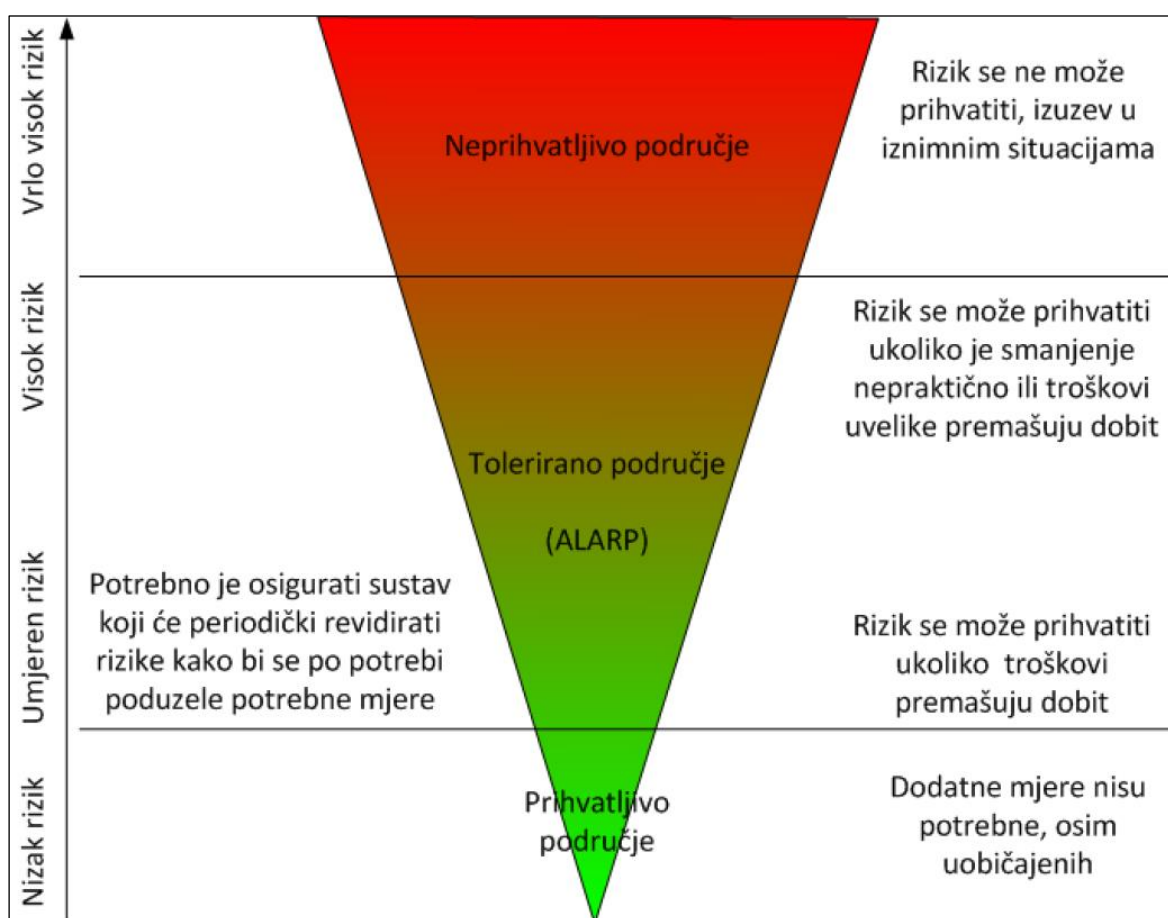 Vrlo visok rizik
Neprihvatljivo područje
Rizik se ne može
prihvatiti, izuzev u
iznimnim situacijama
Visok rizik
Rizik se može prihvatiti
ukoliko je smanjenje
nepraktično ili troškovi
uvelike premašuju dobit
Tolerirano područje
(ALARP)
Umjeren rizik
Potrebno je osigurati sustav
koji će periodički revidirati
rizike kako bi se po potrebi
poduzele potrebne mjere
Rizik se može prihvatiti
ukoliko troškovi
premašuju dobit
Nizak rizik
Prihvatljivo
područje
Dodatne mjere nisu
potrebne, osim
uobičajenih